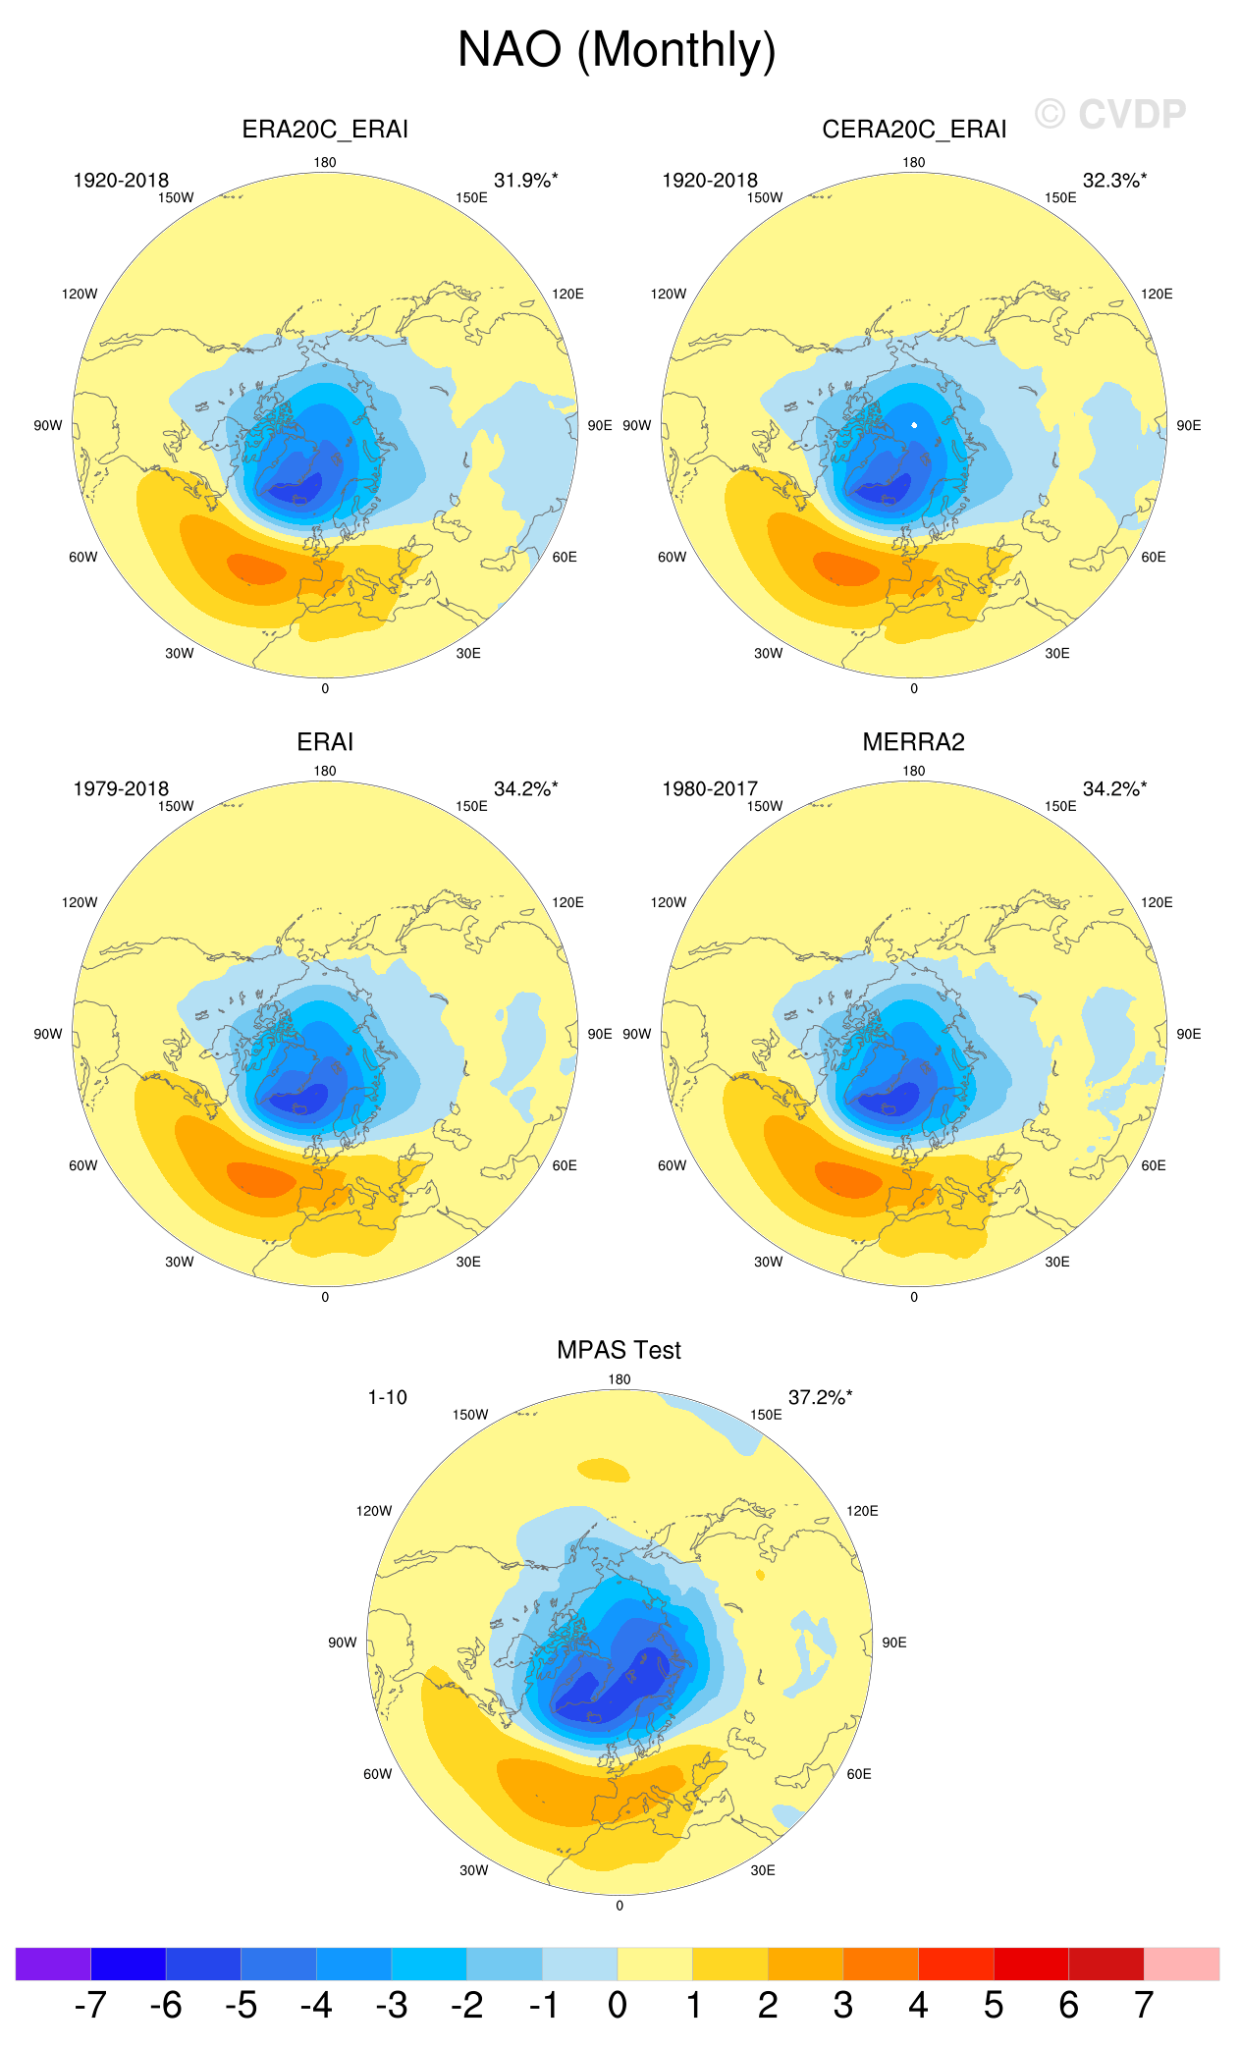 NAO (Monthly)
© CVDP
ERA20C_ERAI
1920-2018
31.9%*
180
150W
150E
120W
120E
90W
90E
60W
60E
30W
30E
0
CERA20C_ERAI
1920-2018
32.3%*
180
150W
150E
120W
120E
90W
90E
60W
60E
30W
30E
0
ERAI
1979-2018
34.2%*
180
150W
150E
120W
120E
90W
90E
60W
60E
30W
30E
0
MERRA2
1980-2017
34.2%*
180
150W
150E
120W
120E
90W
90E
60W
60E
30W
30E
0
MPAS Test
1-10
37.2%*
180
150W
150E
120W
120E
90W
90E
60W
60E
30W
30E
0
-7 -6 -5 -4 -3 -2 -1 0 1 2 3 4 5 6 7